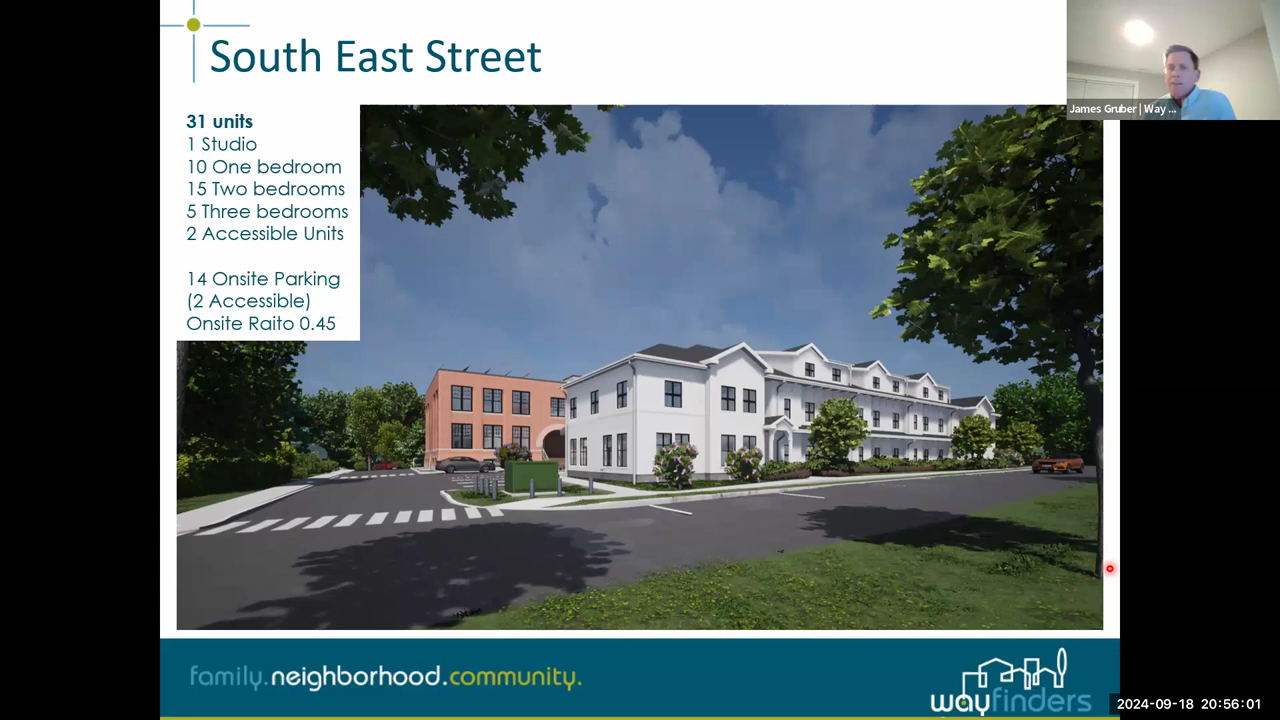 South East Street
James Gruber | Way ...
31 units
1 Studio
10 One bedroom
15 Two bedrooms
5 Three bedrooms
2 Accessible Units
14 Onsite Parking
(2 Accessible)
Onsite Raito 0.45
family.neighborhood.community.
wayfinders
2024-09-18 20:56:01